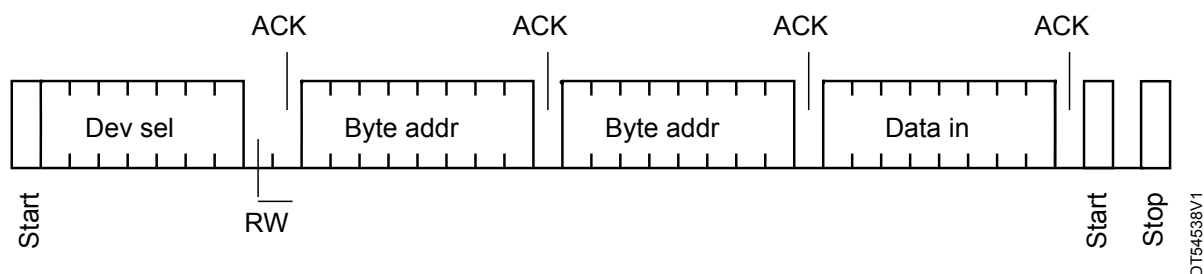 ACK ACK ACK ACK
Dev sel Byte addr Byte addr Data in
Start RW Start Stop
DT54538V1